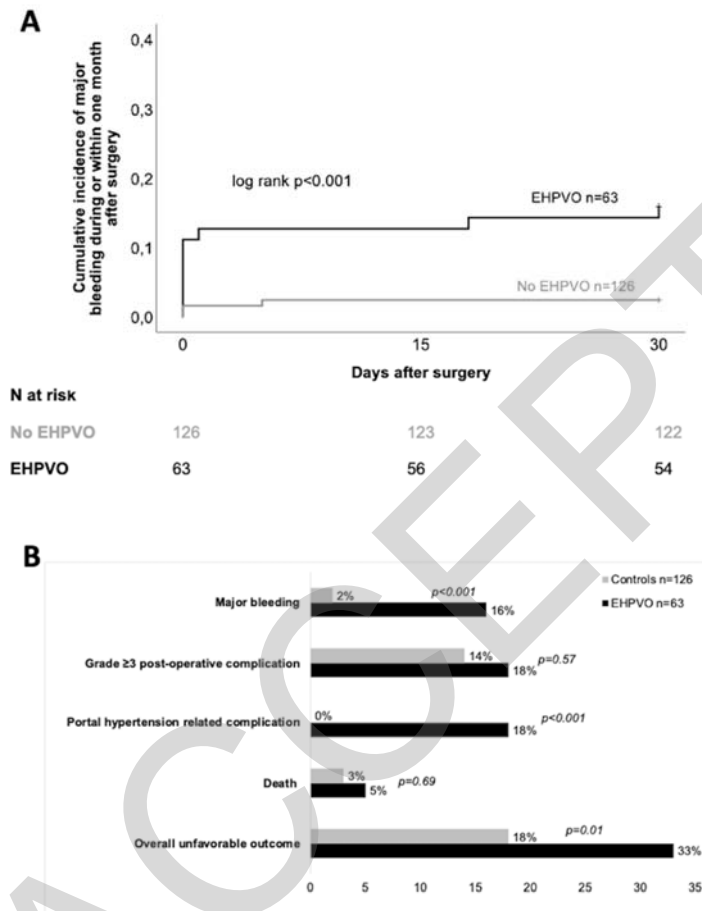 A
Cumulative incidence of major
bleeding during or within one month
after surgery
0,4
0,3
0,2
0,1
0,0
log rank p<0.001
EHPVO n=63
No EHPVO n=126
0
15
30
Days after surgery
N at risk
No EHPVO 126 123 122
EHPVO 63 56 54
B
Controls n=126
EHPVO n=63
Major bleeding
2%
p<0.001
16%
Grade ≥3 post-operative complication
14%
18%
p=0.57
Portal hypertension related complication
0%
18%
p<0.001
Death
3%
5%
p=0.69
Overall unfavorable outcome
18%
p=0.01
33%
0 5 10 15 20 25 30 35
ACCEPT